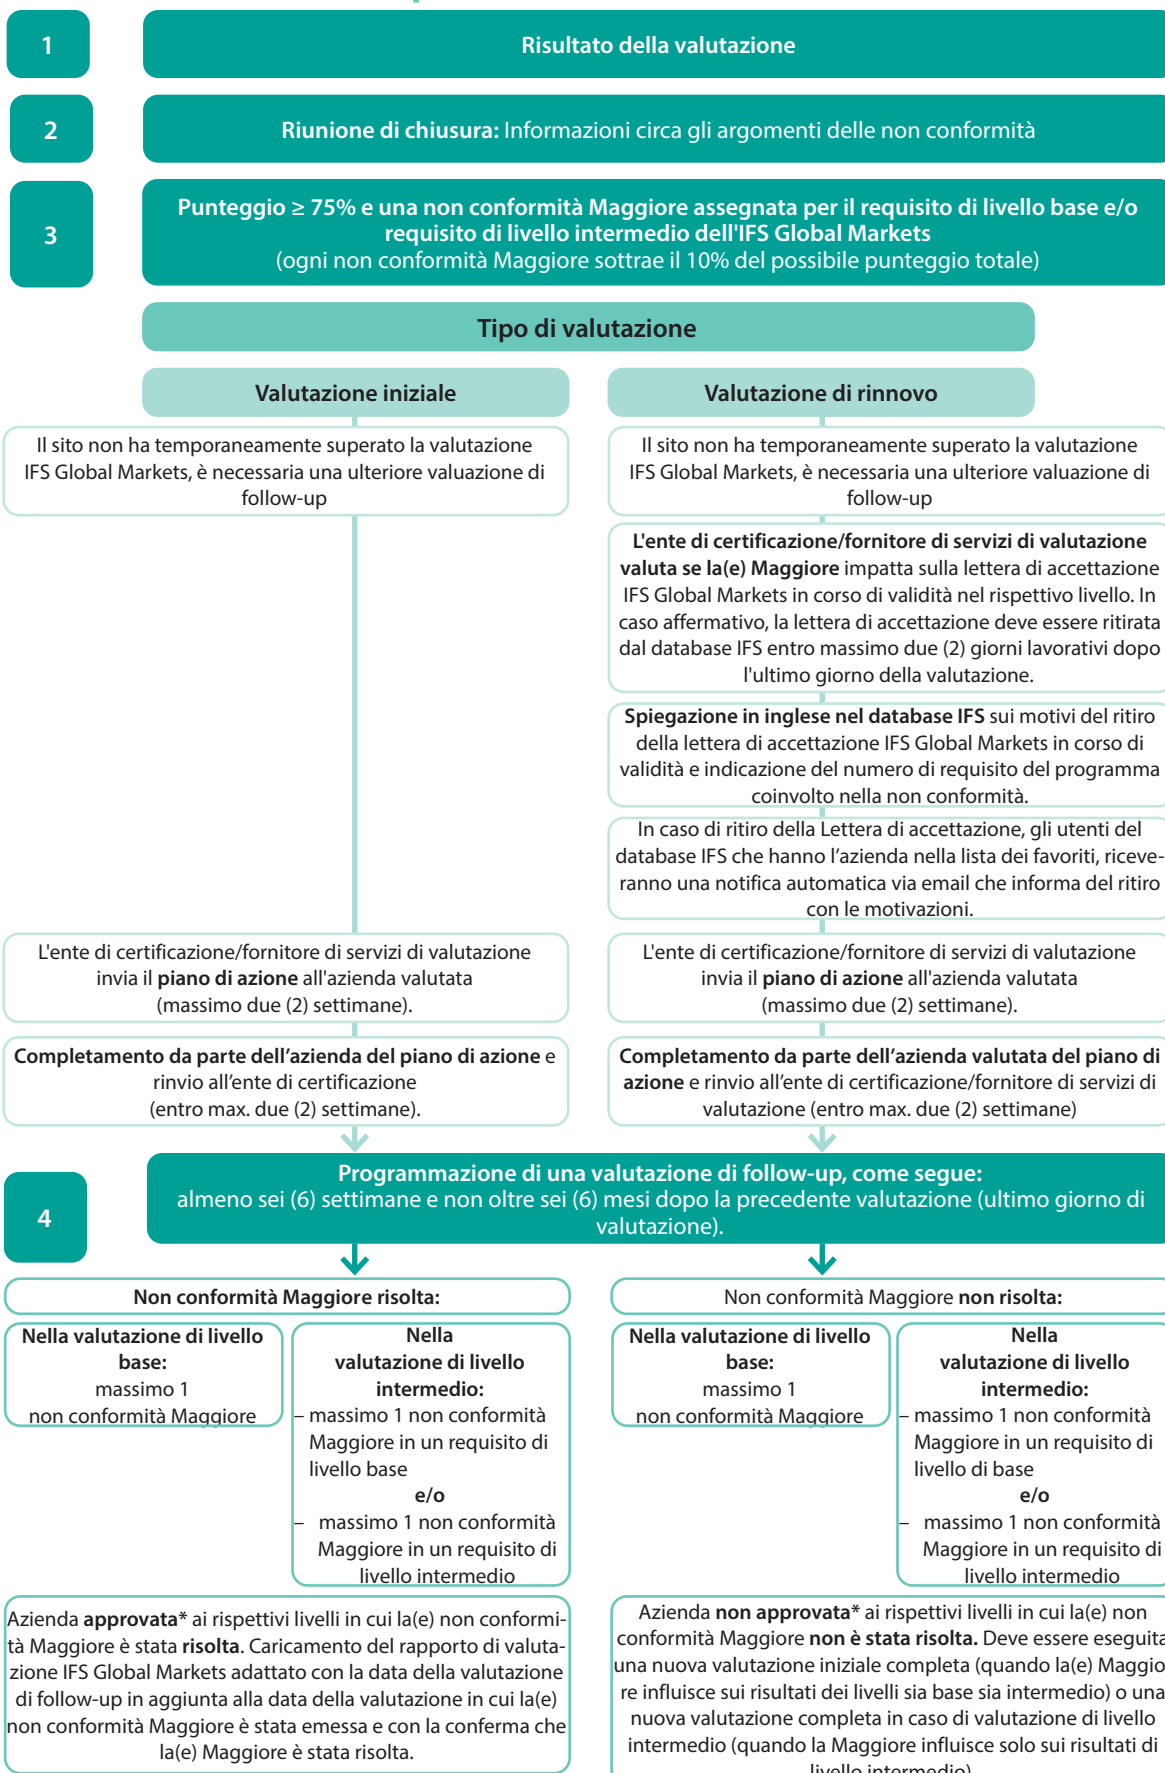 1
Risultato della valutazione
2
Riunione di chiusura: Informazioni circa gli argomenti delle non conformità
3
Punteggio ≥ 75% e una non conformità Maggiore assegnata per il requisito di livello base e/o
requisito di livello intermedio dell'IFS Global Markets
(ogni non conformità Maggiore sottrae il 10% del possibile punteggio totale)
Tipo di valutazione
Valutazione iniziale
Il sito non ha temporaneamente superato la valutazione
IFS Global Markets, è necessaria una ulteriore valuazione di
follow-up
L'ente di certificazione/fornitore di servizi di valutazione
invia il piano di azione all'azienda valutata
(massimo due (2) settimane).
Completamento da parte dell’azienda del piano di azione e
rinvio all’ente di certificazione
(entro max. due (2) settimane).
Valutazione di rinnovo
Il sito non ha temporaneamente superato la valutazione
IFS Global Markets, è necessaria una ulteriore valuazione di
follow-up
L'ente di certificazione/fornitore di servizi di valutazione
valuta se la(e) Maggiore impatta sulla lettera di accettazione
IFS Global Markets in corso di validità nel rispettivo livello. In
caso affermativo, la lettera di accettazione deve essere ritirata
dal database IFS entro massimo due (2) giorni lavorativi dopo
l'ultimo giorno della valutazione.
Spiegazione in inglese nel database IFS sui motivi del ritiro
della lettera di accettazione IFS Global Markets in corso di
validità e indicazione del numero di requisito del programma
coinvolto nella non conformità.
In caso di ritiro della Lettera di accettazione, gli utenti del
database IFS che hanno l’azienda nella lista dei favoriti, riceve-
ranno una notifica automatica via email che informa del ritiro
con le motivazioni.
L'ente di certificazione/fornitore di servizi di valutazione
invia il piano di azione all'azienda valutata
(massimo due (2) settimane).
Completamento da parte dell’azienda valutata del piano di
azione e rinvio all’ente di certificazione/fornitore di servizi di
valutazione (entro max. due (2) settimane)
4
Programmazione di una valutazione di follow-up, come segue:
almeno sei (6) settimane e non oltre sei (6) mesi dopo la precedente valutazione (ultimo giorno di
valutazione).
Non conformità Maggiore risolta:
Nella valutazione di livello
base:
massimo 1
non conformità Maggiore
Nella
valutazione di livello
intermedio:
– massimo 1 non conformità
Maggiore in un requisito di
livello base
e/o
– massimo 1 non conformità
Maggiore in un requisito di
livello intermedio
Azienda approvata* ai rispettivi livelli in cui la(e) non conformi-
tà Maggiore è stata risolta. Caricamento del rapporto di valuta-
zione IFS Global Markets adattato con la data della valutazione
di follow-up in aggiunta alla data della valutazione in cui la(e)
non conformità Maggiore è stata emessa e con la conferma che
la(e) Maggiore è stata risolta.
Non conformità Maggiore non risolta:
Nella valutazione di livello
base:
massimo 1
non conformità Maggiore
Nella
valutazione di livello
intermedio:
– massimo 1 non conformità
Maggiore in un requisito di
livello di base
e/o
– massimo 1 non conformità
Maggiore in un requisito di
livello intermedio
Azienda non approvata* ai rispettivi livelli in cui la(e) non
conformità Maggiore non è stata risolta. Deve essere eseguita
una nuova valutazione iniziale completa (quando la(e) Maggio
re influisce sui risultati dei livelli sia base sia intermedio) o una
nuova valutazione completa in caso di valutazione di livello
intermedio (quando la Maggiore influisce solo sui risultati di
livello intermedio)